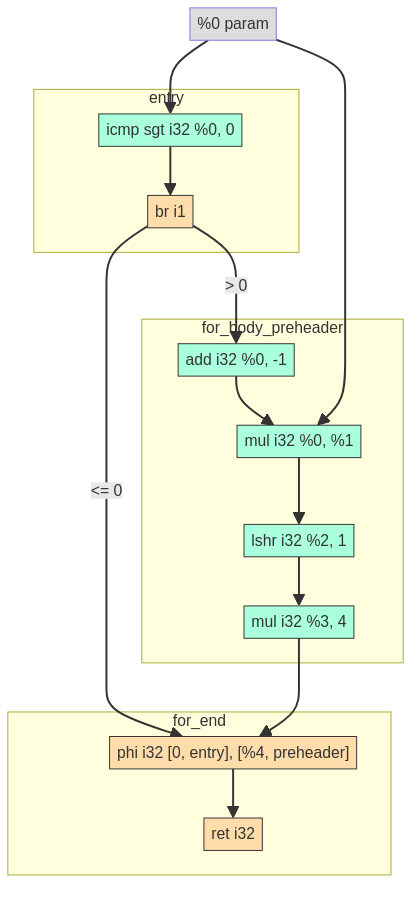 %0 param
entry
icmp sgt i32 %0, 0
br i1
> 0
for_body_preheader
add i32 %0, -1
mul i32 %0, %1
<= 0
lshr i32 %2, 1
mul i32 %3, 4
for_end
phi i32 [0, entry], [%4, preheader]
ret i32